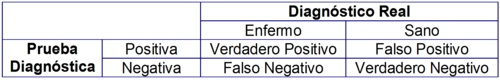 Diagnóstico Real
Enfermo Sano
Prueba Diagnóstica Positiva Verdadero Positivo Falso Positivo
Negativa Falso Negativo Verdadero Negativo